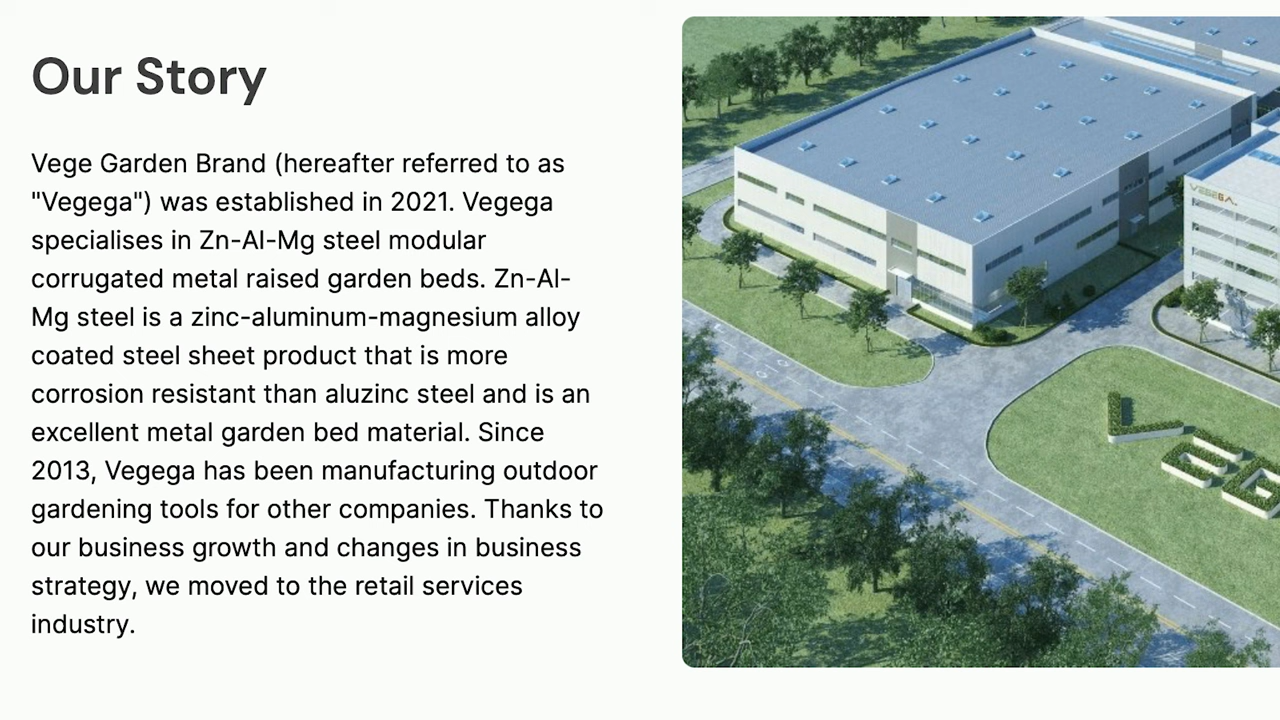 Our Story
Vege Garden Brand (hereafter referred to as
"Vegega") was established in 2021. Vegega
specialises in Zn-Al-Mg steel modular
corrugated metal raised garden beds. Zn-Al-
Mg steel is a zinc-aluminum-magnesium alloy
coated steel sheet product that is more
corrosion resistant than aluzinc steel and is an
excellent metal garden bed material. Since
2013, Vegega has been manufacturing outdoor
gardening tools for other companies. Thanks to
our business growth and changes in business
strategy, we moved to the retail services
industry.
VEGEGA
VEG